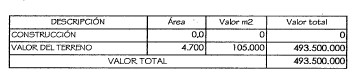 DESCRIPCIÓN Área Valor m2 Valor total
CONSTRUCCIÓN 0,0 0 0
VALOR DEL TERRENO 4.700 105.000 493.500.000
VALOR TOTAL 493.500.000